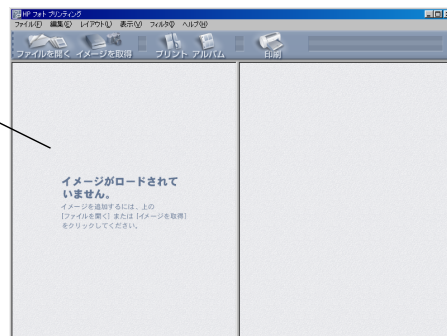 HP フォト プリンティング
ファイル(F) 編集(E) レイアウト(L) 表示(V) フィルタ(R) ヘルプ(H)
ファイルを開く イメージを取得 プリント アルバム 印刷
イメージがロードされて
いません。
イメージを追加するには、上の
[ファイルを開く] または [イメージを取得]
をクリックしてください。